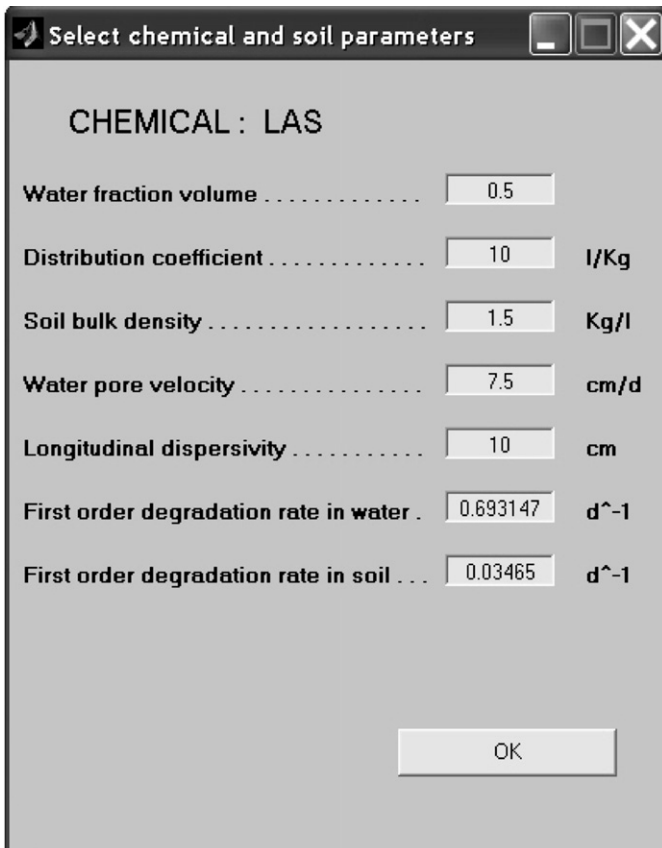 Select chemical and soil parameters
CHEMICAL : LAS
Water fraction volume . . . . . . . . . . . . . 0.5
Distribution coefficient . . . . . . . . . . . . . 10 l/Kg
Soil bulk density . . . . . . . . . . . . . . . . . . 1.5 Kg/l
Water pore velocity . . . . . . . . . . . . . . . 7.5 cm/d
Longitudinal dispersivity . . . . . . . . . . . 10 cm
First order degradation rate in water . 0.693147 d^-1
First order degradation rate in soil . . . 0.03465 d^-1
OK